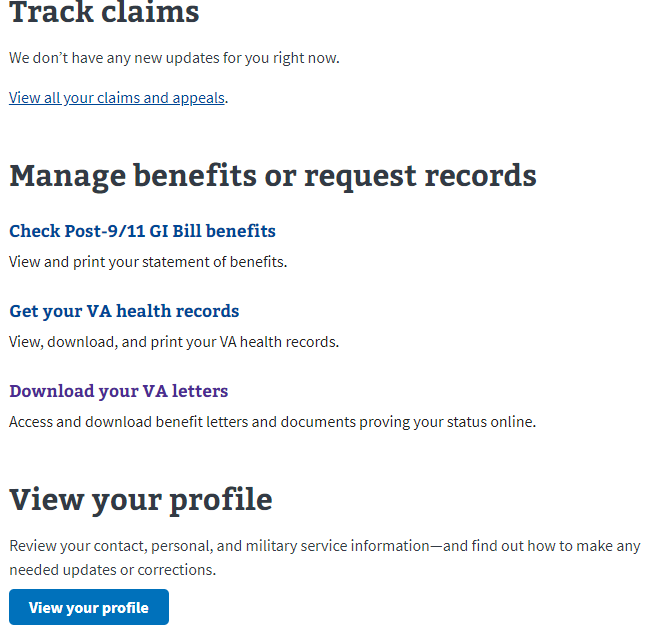 Track claims
We don’t have any new updates for you right now.
View all your claims and appeals.
Manage benefits or request records
Check Post-9/11 GI Bill benefits
View and print your statement of benefits.
Get your VA health records
View, download, and print your VA health records.
Download your VA letters
Access and download benefit letters and documents proving your status online.
View your profile
Review your contact, personal, and military service information—and find out how to make any
needed updates or corrections.
View your profile